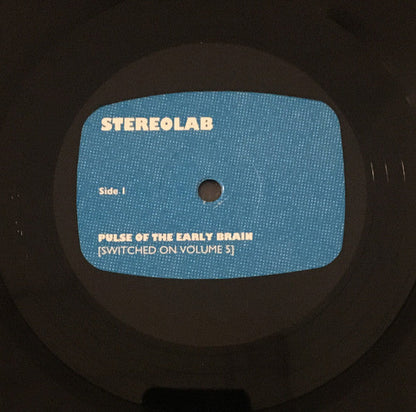 STEREOLAB
Side.1
PULSE OF THE EARLY BRAIN
[SWITCHED ON VOLUME 5]